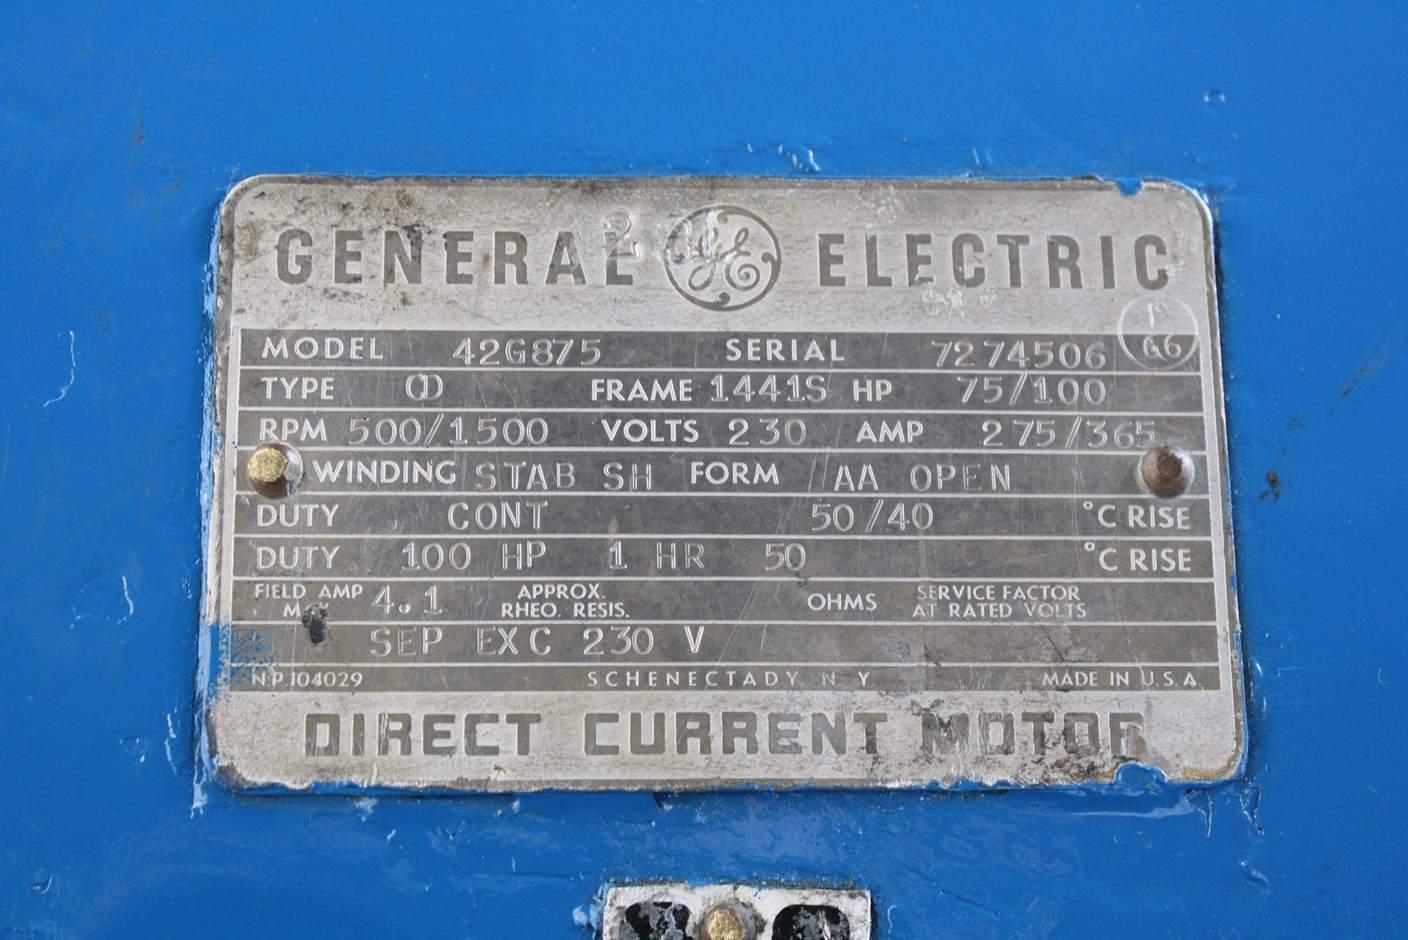 GENERAL GE ELECTRIC
MODEL 42G875 SERIAL 7274506
TYPE CD FRAME 1441S HP 75/100
RPM 500/1500 VOLTS 230 AMP 275/365
WINDING STAB SH FORM AA OPEN
DUTY CONT 50/40 °C RISE
DUTY 100 HP 1 HR 50 °C RISE
FIELD AMP 4.1 APPROX. RHEO. RESIS. OHMS SERVICE FACTOR AT RATED VOLTS
SEP EXC 230 V
N.P.104029 SCHENECTADY, N Y. MADE IN U.S.A.
DIRECT CURRENT MOTOR